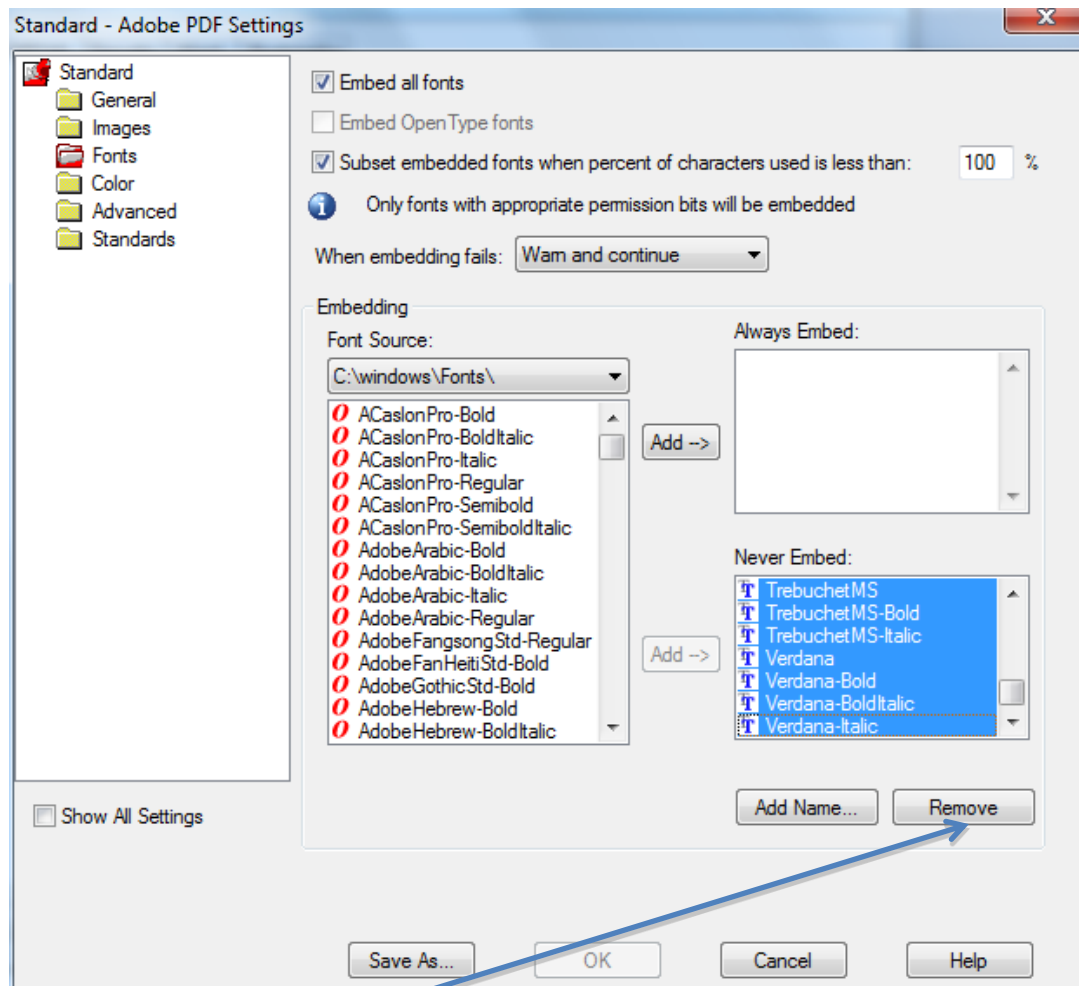 Standard - Adobe PDF Settings
X
Standard
General
Images
Fonts
Color
Advanced
Standards
Show All Settings
Embed all fonts
Embed OpenType fonts
Subset embedded fonts when percent of characters used is less than: 100 %
Only fonts with appropriate permission bits will be embedded
When embedding fails: Warn and continue
Embedding
Font Source:
C:\windows\Fonts\
ACaslonPro-Bold
ACaslonPro-BoldItalic
ACaslonPro-Italic
ACaslonPro-Regular
ACaslonPro-Semibold
ACaslonPro-SemiboldItalic
AdobeArabic-Bold
AdobeArabic-BoldItalic
AdobeArabic-Italic
AdobeArabic-Regular
AdobeFangsongStd-Regular
AdobeFanHeitiStd-Bold
AdobeGothicStd-Bold
AdobeHebrew-Bold
AdobeHebrew-BoldItalic
Add -->
Add -->
Always Embed:
Never Embed:
TrebuchetMS
TrebuchetMS-Bold
TrebuchetMS-Italic
Verdana
Verdana-Bold
Verdana-BoldItalic
Verdana-Italic
Add Name... Remove
Save As... OK Cancel Help